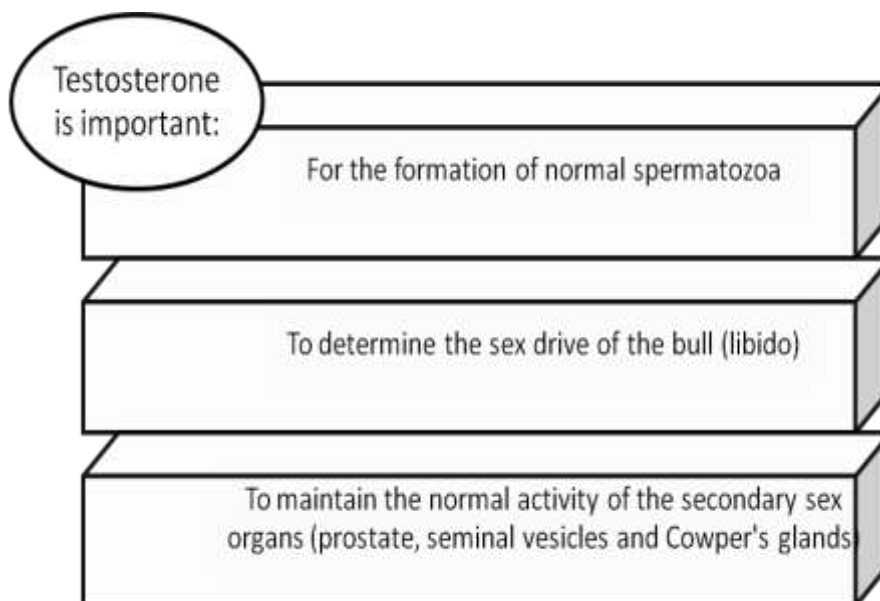 Testosterone
is important:
For the formation of normal spermatozoa
To determine the sex drive of the bull (libido)
To maintain the normal activity of the secondary sex
organs (prostate, seminal vesicles and Cowper's glands)